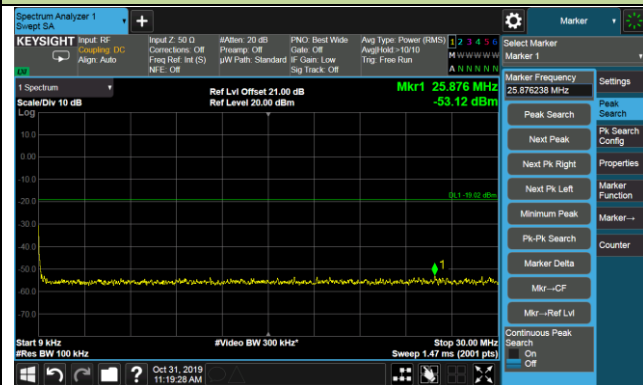 Spectrum Analyzer 1
Swept SA
+
Marker
KEYSIGHT
Input: RF
Coupling: DC
Align: Auto
Input Z: 50 Ω
Corrections: Off
Freq Ref: Int (S)
NFE: Off
#Atten: 20 dB
Preamp: Off
µW Path: Standard
PNO: Best Wide
Gate: Off
IF Gain: Low
Sig Track: Off
Avg Type: Power (RMS)
Avg|Hold:>10/10
Trig: Free Run
1 2 3 4 5 6
M W W W W W
A N N N N N
Select Marker
Marker 1
1 Spectrum
Scale/Div 10 dB
Log
Ref Lvl Offset 21.00 dB
Ref Level 20.00 dBm
Mkr1 25.876 MHz
-53.12 dBm
10.0
0.00
-10.0
-20.0
-30.0
-40.0
-50.0
-60.0
-70.0
DL1 -19.02 dBm
1
Start 9 kHz
#Res BW 100 kHz
#Video BW 300 kHz*
Stop 30.00 MHz
Sweep 1.47 ms (2001 pts)
Marker Frequency
25.876238 MHz
Peak Search
Next Peak
Next Pk Right
Next Pk Left
Minimum Peak
Pk-Pk Search
Marker Delta
Mkr→CF
Mkr→Ref Lvl
Continuous Peak
Search
On
Off
Settings
Peak
Search
Pk Search
Config
Properties
Marker
Function
Marker→
Counter
?
Oct 31, 2019
11:19:28 AM